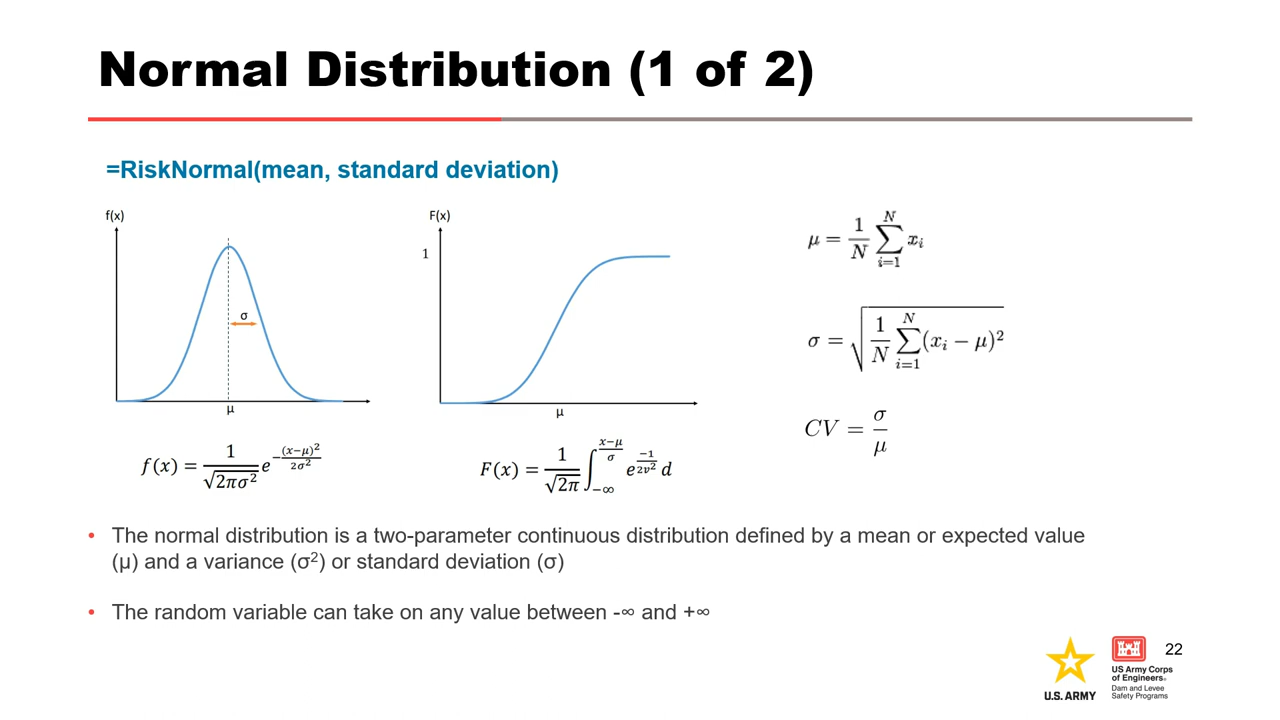 Normal Distribution (1 of 2)
=RiskNormal(mean, standard deviation)
f(x)
σ
μ
F(x)
1
μ
μ = 1/N ∑_{i=1}^{N} x_i
σ = √(1/N ∑_{i=1}^{N} (x_i − μ)²)
CV = σ/μ
f(x) = 1/√(2πσ²) e^{−(x−μ)²/2σ²}
F(x) = 1/√(2π) ∫_{−∞}^{(x−μ)/σ} e^{−1/2v²} d
• The normal distribution is a two-parameter continuous distribution defined by a mean or expected value
(μ) and a variance (σ²) or standard deviation (σ)
• The random variable can take on any value between -∞ and +∞
22
U.S. ARMY
US Army Corps
of Engineers®
Dam and Levee
Safety Programs